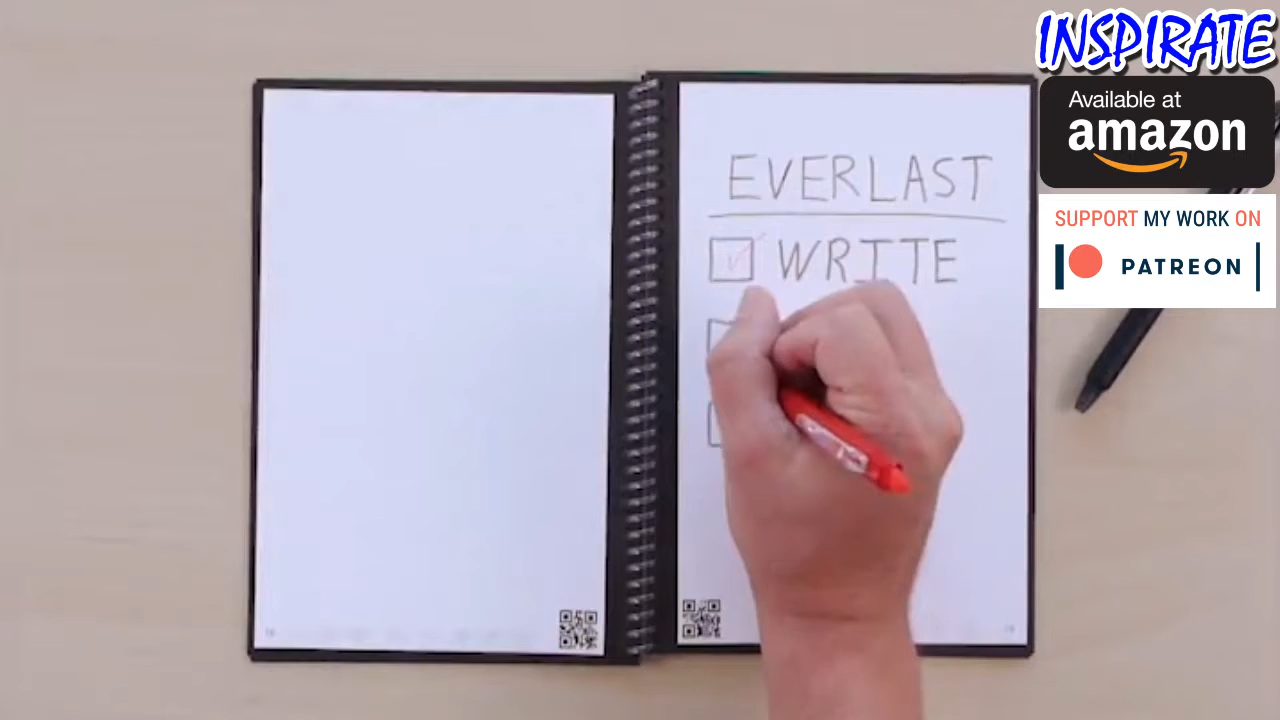 INSPIRATE
Available at
amazon
SUPPORT MY WORK ON
PATREON
EVERLAST
WRITE